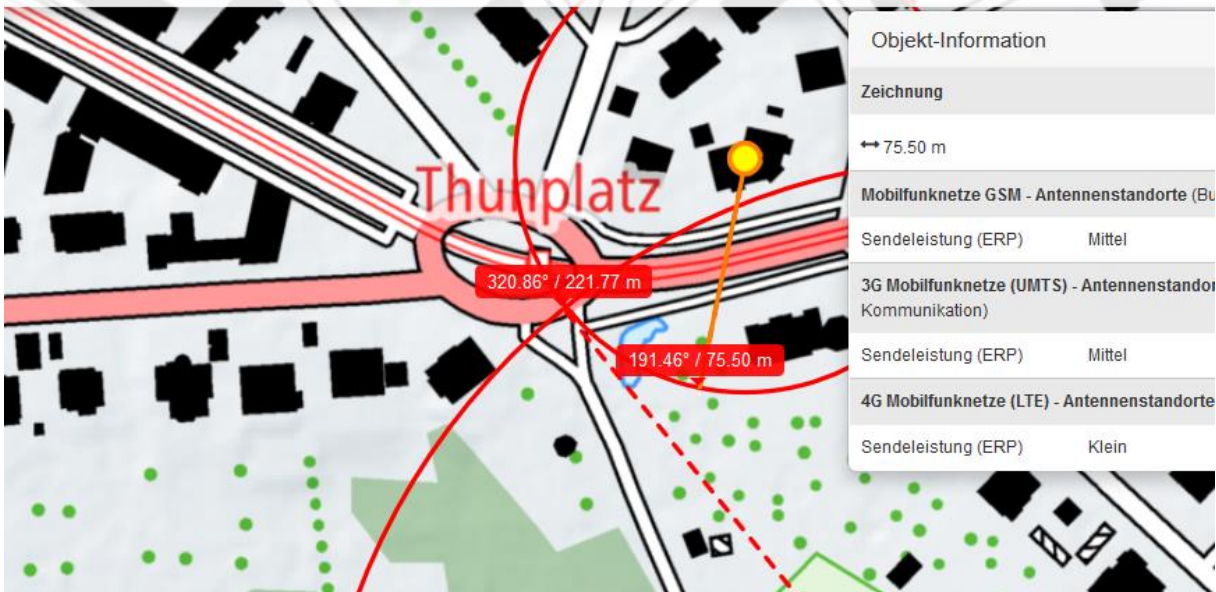 Thunplatz
320.86° / 221.77 m
191.46° / 75.50 m
Objekt-Information
Zeichnung
↔ 75.50 m
Mobilfunknetze GSM - Antennenstandorte (Bu
Sendeleistung (ERP) Mittel
3G Mobilfunknetze (UMTS) - Antennenstandor
Kommunikation)
Sendeleistung (ERP) Mittel
4G Mobilfunknetze (LTE) - Antennenstandorte
Sendeleistung (ERP) Klein